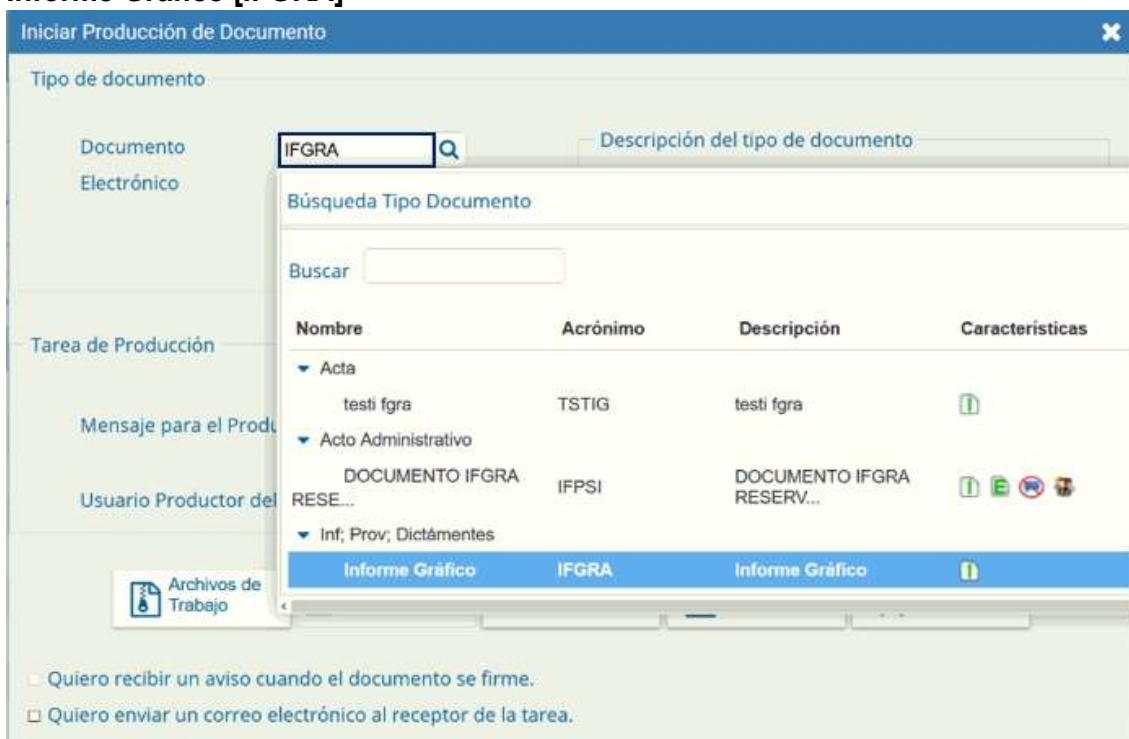 Informe Gráfico [IFGRA]
Iniciar Producción de Documento
Tipo de documento
Documento
Electrónico
IFGRA
Descripción del tipo de documento
Búsqueda Tipo Documento
Buscar
Nombre Acrónimo Descripción Características
Acta
testi fgra TSTIG testi fgra
Acto Administrativo
DOCUMENTO IFGRA
RESE... IFPSI DOCUMENTO IFGRA
RESERV...
Inf; Prov; Dictámentes
Informe Gráfico IFGRA Informe Gráfico
Tarea de Producción
Mensaje para el Produ
Usuario Productor del
Archivos de
Trabajo
Quiero recibir un aviso cuando el documento se firme.
Quiero enviar un correo electrónico al receptor de la tarea.